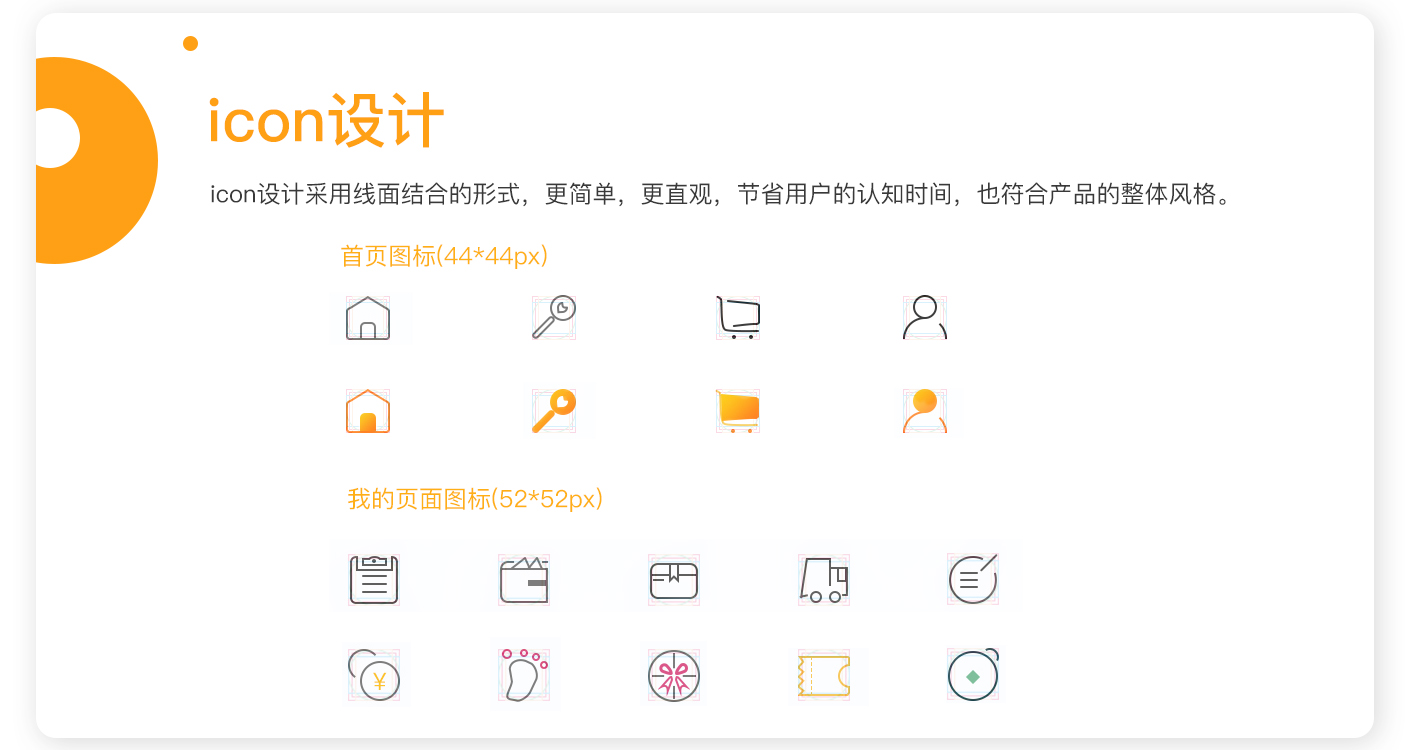 icon设计
icon设计采用线面结合的形式，更简单，更直观，节省用户的认知时间，也符合产品的整体风格。
首页图标(44*44px)
我的页面图标(52*52px)
¥